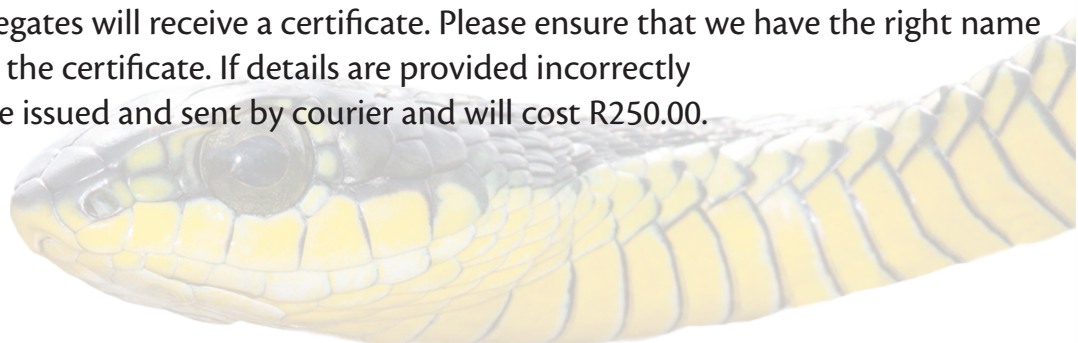 egates will receive a certificate. Please ensure that we have the right name
the certificate. If details are provided incorrectly
e issued and sent by courier and will cost R250.00.